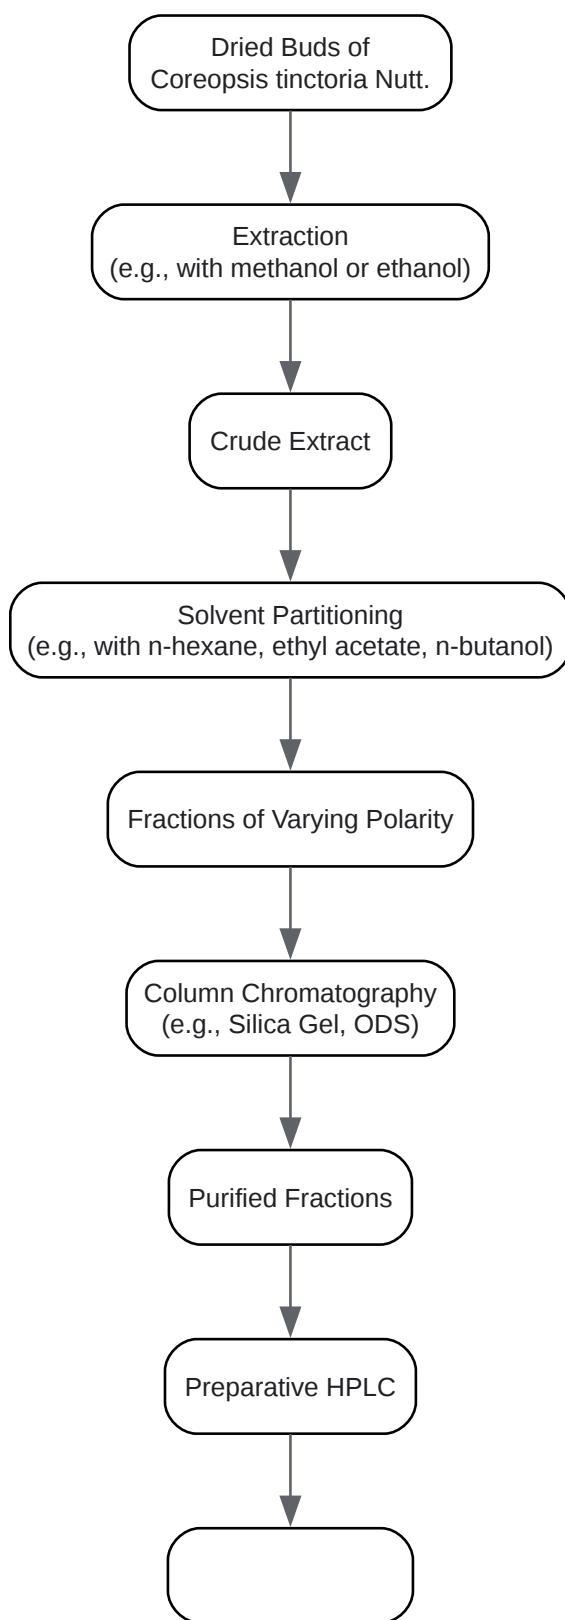 Dried Buds of
Coreopsis tinctoria Nutt.
Extraction
(e.g., with methanol or ethanol)
Crude Extract
Solvent Partitioning
(e.g., with n-hexane, ethyl acetate, n-butanol)
Fractions of Varying Polarity
Column Chromatography
(e.g., Silica Gel, ODS)
Purified Fractions
Preparative HPLC